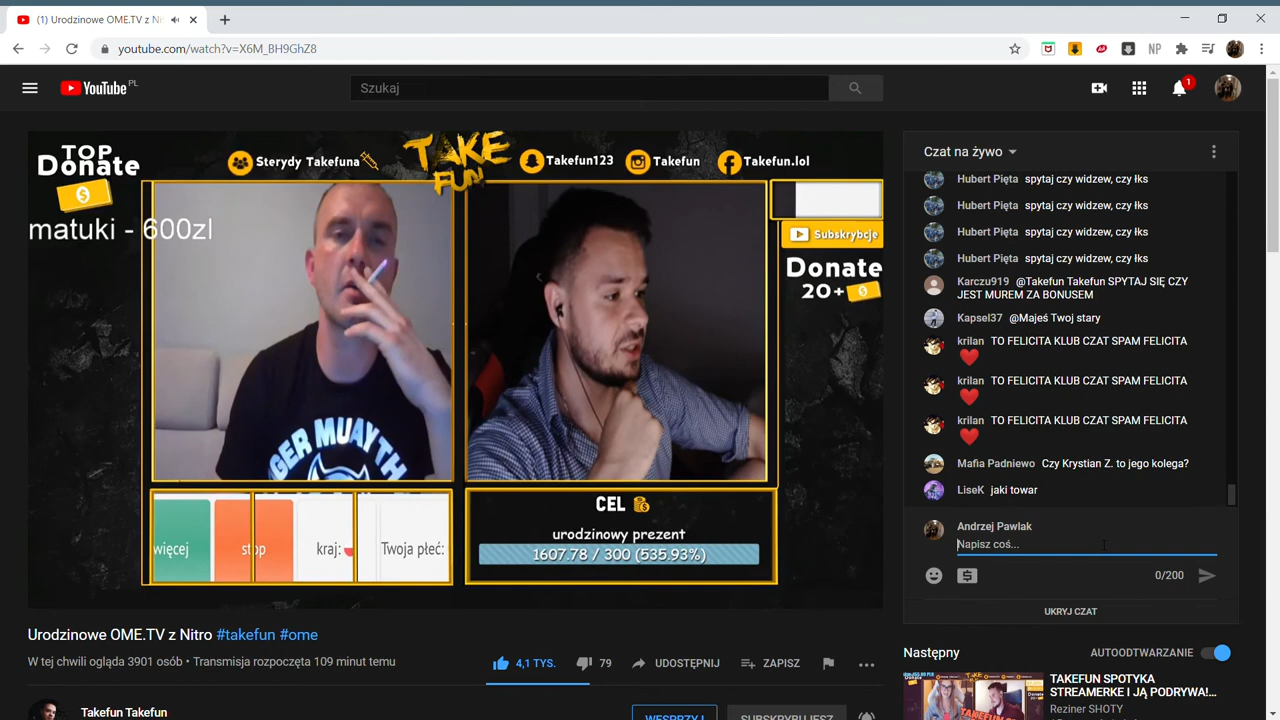 (1) Urodzinowe OME.TV z Nit
youtube.com/watch?v=X6M_BH9GhZ8
NP
YouTube PL
Szukaj
1
TOP
Donate
matuki - 600zl
Sterydy Takefuna
TAKE
FUN
Takefun123
Takefun
Takefun.lol
Subskrybcje
Donate
20+
GER MUAY TH
więcej
stop
kraj:
Twoja płeć:
CEL
urodzinowy prezent
1607.78 / 300 (535.93%)
Urodzinowe OME.TV z Nitro #takefun #ome
W tej chwili ogląda 3901 osób • Transmisja rozpoczęta 109 minut temu
4,1 TYS.
79
UDOSTĘPNIJ
ZAPISZ
Takefun Takefun
WESPRZYJ
SUBSKRYBUJESZ
Czat na żywo
Hubert Pięta spytaj czy widzew, czy łks
Hubert Pięta spytaj czy widzew, czy łks
Hubert Pięta spytaj czy widzew, czy łks
Hubert Pięta spytaj czy widzew, czy łks
Karczu919 @Takefun Takefun SPYTAJ SIĘ CZY
JEST MUREM ZA BONUSEM
Kapsel37 @Majeś Twoj stary
krilan TO FELICITA KLUB CZAT SPAM FELICITA
krilan TO FELICITA KLUB CZAT SPAM FELICITA
krilan TO FELICITA KLUB CZAT SPAM FELICITA
Mafia Padniewo Czy Krystian Z. to jego kolega?
LiseK jaki towar
Andrzej Pawlak
Napisz coś...
0/200
UKRYJ CZAT
Następny
AUTOODTWARZANIE
TAKEFUN SPOTYKA
STREAMERKE I JĄ PODRYWA!...
Reziner SHOTY